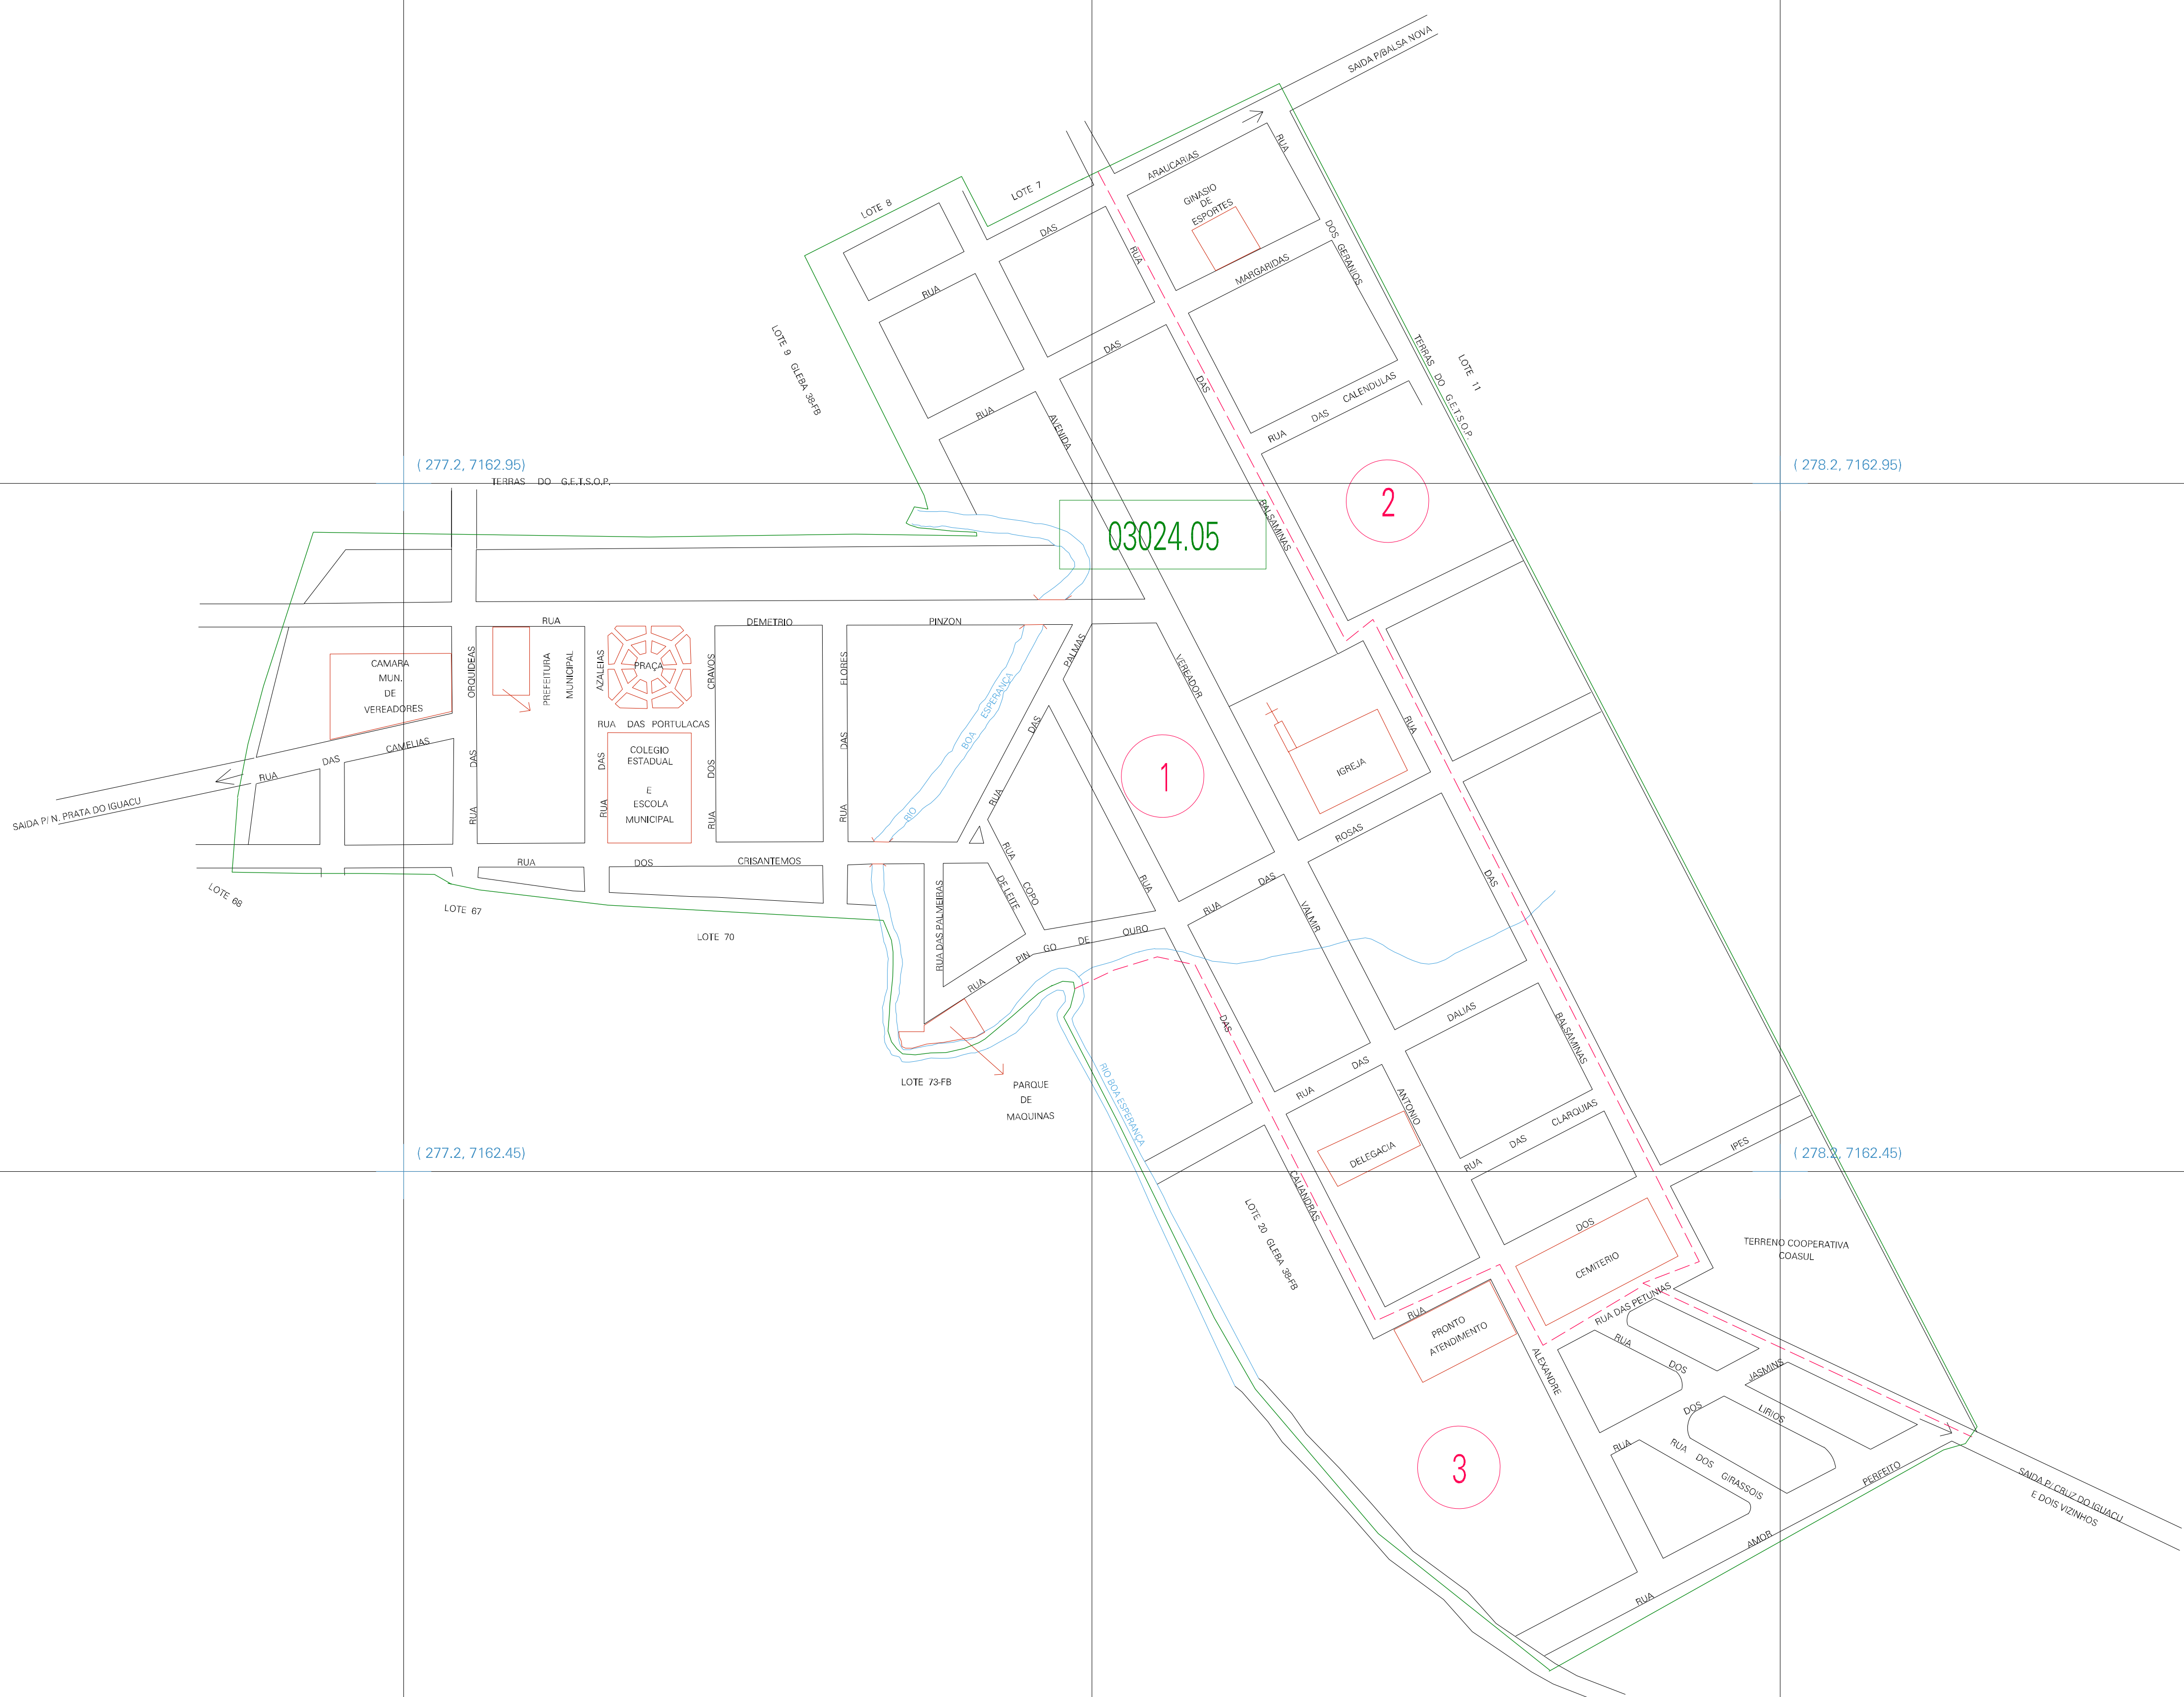 SAIDA P/BALSA NOVA
RUA
ARAUCARIAS
LOTE 7
LOTE 8
GINASIO
DE
ESPORTES
DAS
RUA
DOS GERANIOS
MARGARIDAS
RUA
LOTE 9 GLEBA 38-FB
DAS
TERRAS DO G.E.T.S.O.P.
LOTE 11
DAS
CALENDULAS
DAS
RUA
RUA
AVENIDA
( 277.2, 7162.95)
( 278.2, 7162.95)
TERRAS DO G.E.T.S.O.P.
2
BALSAMINAS
03024.05
RUA
DEMETRIO
PINZON
CAMARA
MUN.
DE
VEREADORES
ORQUIDEAS
PREFEITURA
MUNICIPAL
AZALEIAS
PRAÇA
CRAVOS
FLORES
PALMAS
VEREADOR
ESPERANÇA
BOA
RIO
RUA DAS PORTULACAS
RUA
DAS
CAMELIAS
DAS
RUA
DAS
RUA
COLEGIO
ESTADUAL
E
ESCOLA
MUNICIPAL
DOS
RUA
DAS
RUA
DAS
RUA
1
IGREJA
RUA
SAIDA P/ N. PRATA DO IGUACU
ROSAS
RUA
DOS
CRISANTEMOS
RUA
COPO
DE LEITE
RUA DAS PALMEIRAS
RUA
DAS
RUA
DAS
LOTE 68
LOTE 67
LOTE 70
VALMIR
RUA
PIN
GO
DE
OURO
DALIAS
DAS
BALSAMINAS
LOTE 73-FB
PARQUE
DE
MAQUINAS
RIO BOA ESPERANÇA
RUA
DAS
ANTONIO
CLARQUIAS
DAS
RUA
DELEGACIA
IPES
( 277.2, 7162.45)
( 278.2, 7162.45)
CALIANDRAS
LOTE 20 GLEBA 38-FB
DOS
CEMITERIO
TERRENO COOPERATIVA
COASUL
RUA
PRONTO
ATENDIMENTO
RUA DAS PETUNIAS
RUA
DOS
JASMINS
ALEXANDRE
DOS
LIRIOS
RUA
RUA DOS GIRASSOIS
3
PERFEITO
AMOR
RUA
SAIDA P/ CRUZ DO IGUACU
E DOIS VIZINHOS